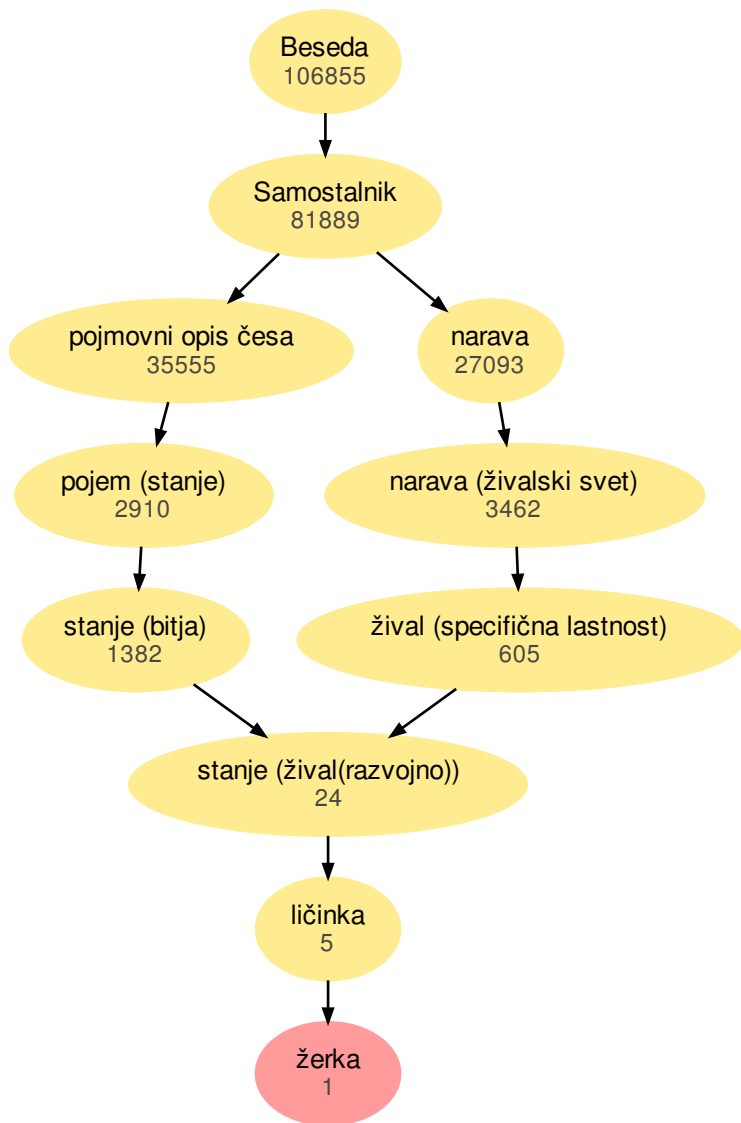 Beseda
106855
Samostalnik
81889
pojmovni opis česa
35555
narava
27093
pojem (stanje)
2910
narava (živalski svet)
3462
stanje (bitja)
1382
žival (specifična lastnost)
605
stanje (žival(razvojno))
24
ličinka
5
žerka
1